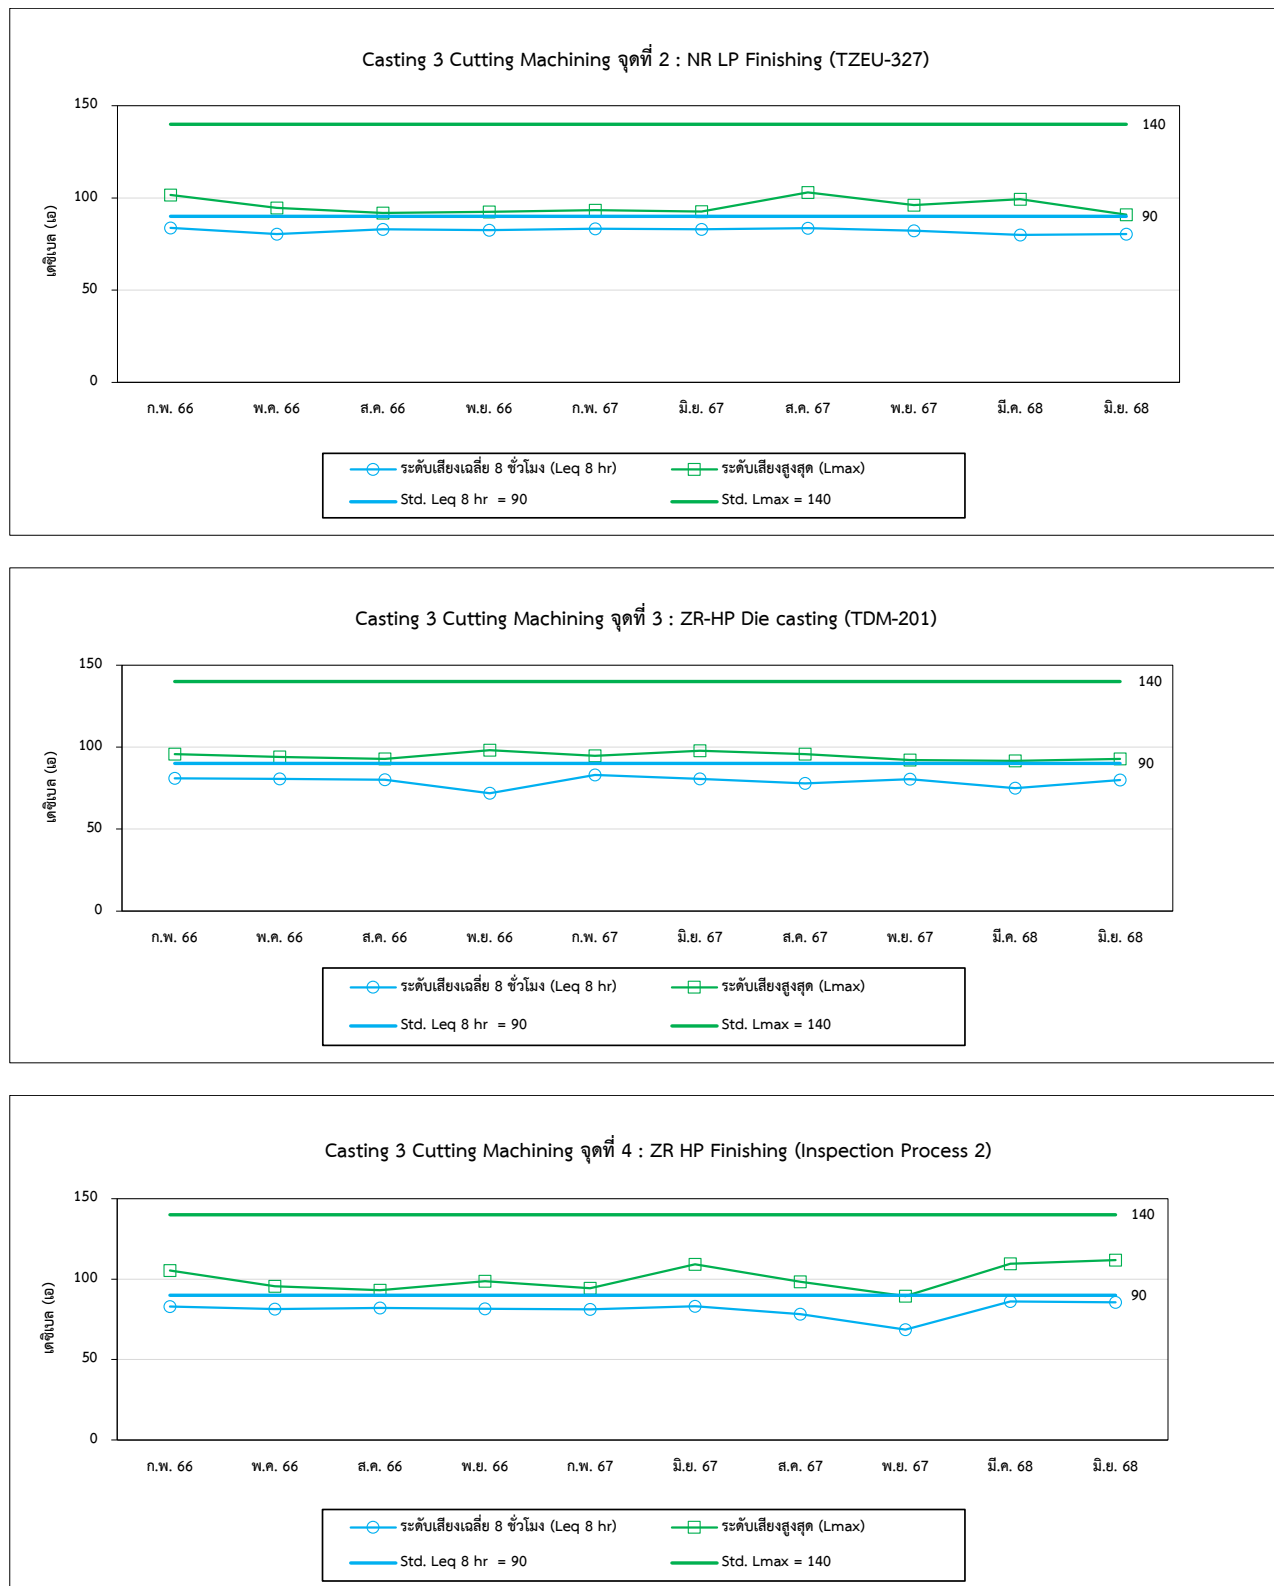 Casting 3 Cutting Machining จุดที่ 2 : NR LP Finishing (TZEU-327)
150
140
100
90
50
0
เดซิเบล (เอ)
ก.พ. 66 พ.ค. 66 ส.ค. 66 พ.ย. 66 ก.พ. 67 มิ.ย. 67 ส.ค. 67 พ.ย. 67 มี.ค. 68 มิ.ย. 68
ระดับเสียงเฉลี่ย 8 ชั่วโมง (Leq 8 hr) ระดับเสียงสูงสุด (Lmax)
Std. Leq 8 hr = 90 Std. Lmax = 140
Casting 3 Cutting Machining จุดที่ 3 : ZR-HP Die casting (TDM-201)
150
140
100
90
50
0
เดซิเบล (เอ)
ก.พ. 66 พ.ค. 66 ส.ค. 66 พ.ย. 66 ก.พ. 67 มิ.ย. 67 ส.ค. 67 พ.ย. 67 มี.ค. 68 มิ.ย. 68
ระดับเสียงเฉลี่ย 8 ชั่วโมง (Leq 8 hr) ระดับเสียงสูงสุด (Lmax)
Std. Leq 8 hr = 90 Std. Lmax = 140
Casting 3 Cutting Machining จุดที่ 4 : ZR HP Finishing (Inspection Process 2)
150
140
100
90
50
0
เดซิเบล (เอ)
ก.พ. 66 พ.ค. 66 ส.ค. 66 พ.ย. 66 ก.พ. 67 มิ.ย. 67 ส.ค. 67 พ.ย. 67 มี.ค. 68 มิ.ย. 68
ระดับเสียงเฉลี่ย 8 ชั่วโมง (Leq 8 hr) ระดับเสียงสูงสุด (Lmax)
Std. Leq 8 hr = 90 Std. Lmax = 140